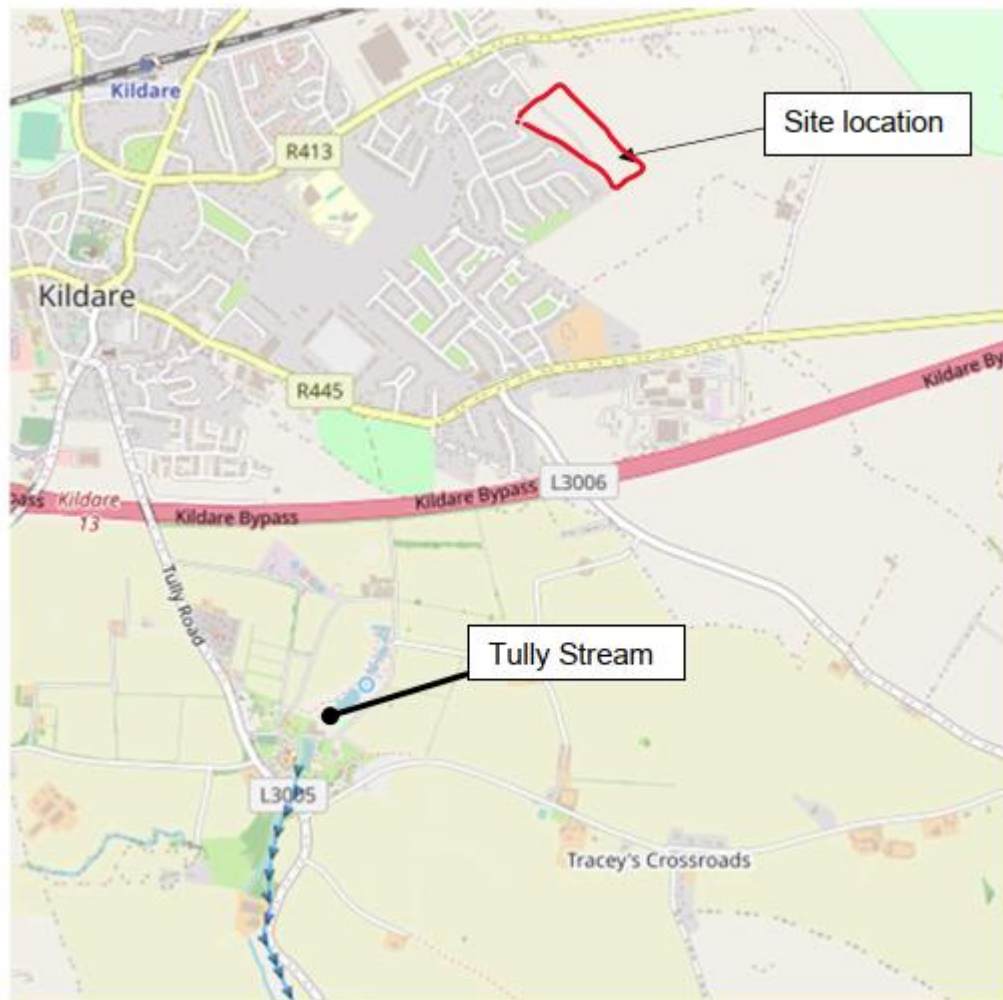 Kildare
R413
Site location
Kildare
R445
Kildare By
L3006
Kildare Bypass
pass
Kildare
13
Kildare Bypass
Tully Road
Tully Stream
L3005
Tracey's Crossroads